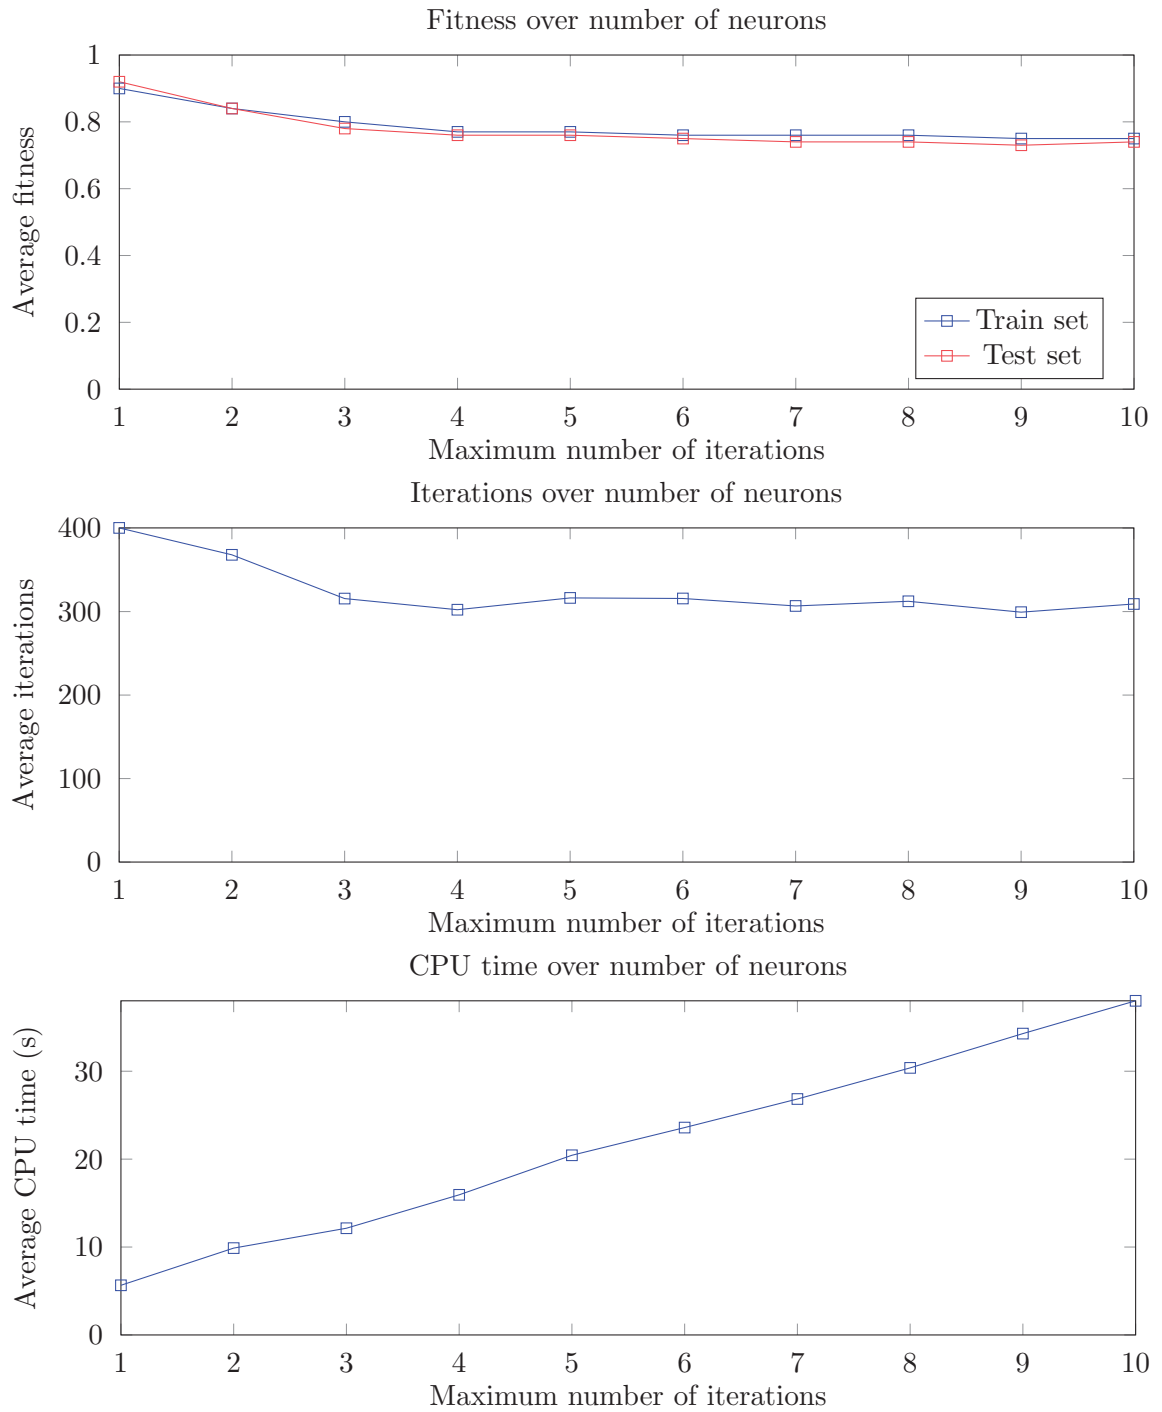 Fitness over number of neurons
1
0.8
0.6
0.4
0.2
0
Average fitness
Train set
Test set
1 2 3 4 5 6 7 8 9 10
Maximum number of iterations
Iterations over number of neurons
400
300
200
100
0
Average iterations
1 2 3 4 5 6 7 8 9 10
Maximum number of iterations
CPU time over number of neurons
30
20
10
0
Average CPU time (s)
1 2 3 4 5 6 7 8 9 10
Maximum number of iterations